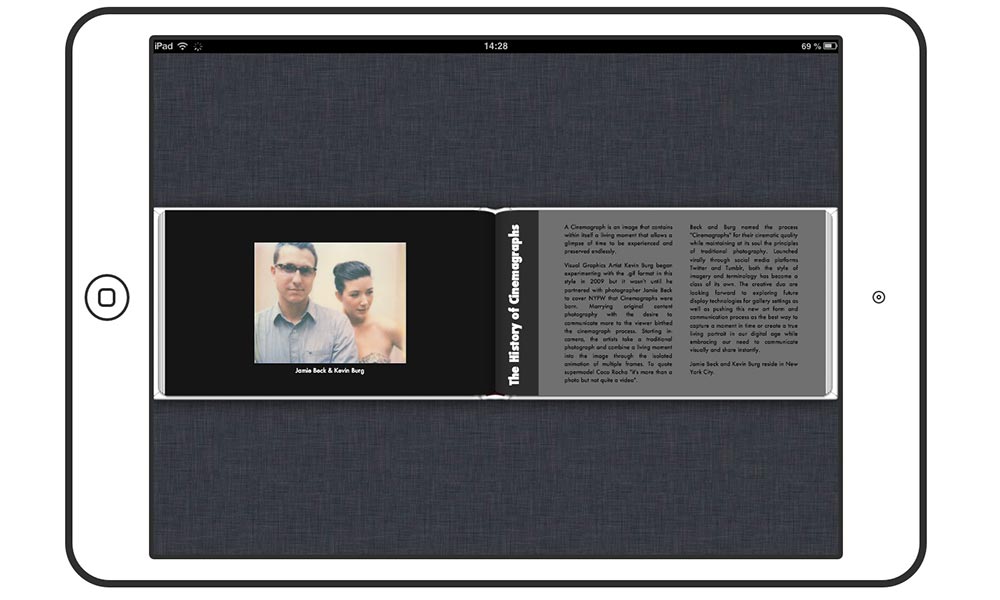 iPad
14:28
69 %
Jamie Beck & Kevin Burg
The History of Cinemagraphs
A Cinemagraph is an image that contains
within itself a living moment that allows a
glimpse of time to be experienced and
preserved endlessly.
Visual Graphics Artist Kevin Burg began
experimenting with the .gif format in this
style in 2009 but it wasn't until he
partnered with photographer Jamie Beck
to cover NYFW that Cinemagraphs were
born. Marrying original content
photography with the desire to
communicate more to the viewer birthed
the cinemagraph process. Starting in-
camera, the artists take a traditional
photograph and combine a living moment
into the image through the isolated
animation of multiple frames. To quote
supermodel Coco Rocha "it's more than a
photo but not quite a video".
Beck and Burg named the process
"Cinemagraphs" for their cinematic quality
while maintaining at its soul the principles
of traditional photography. Launched
virally through social media platforms
Twitter and Tumblr, both the style of
imagery and terminology has become a
class of its own. The creative duo are
looking forward to exploring future
display technologies for gallery settings as
well as pushing this new art form and
communication process as the best way to
capture a moment in time or create a true
living portrait in our digital age while
embracing our need to communicate
visually and share instantly.
Jamie Beck and Kevin Burg reside in New
York City.